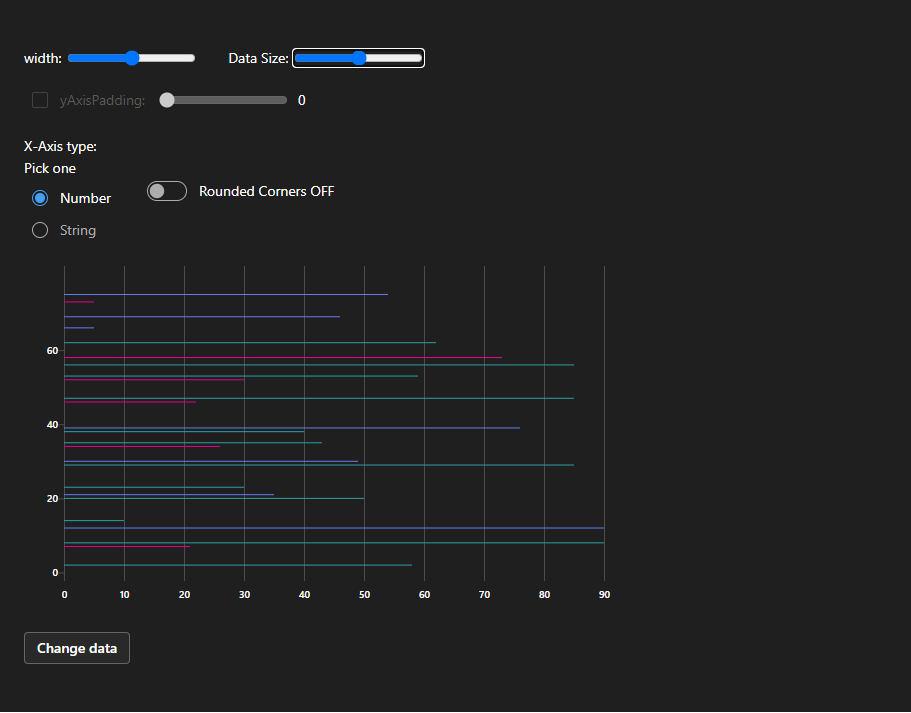 width: Data Size:
yAxisPadding: 0
X-Axis type:
Pick one
Number
Rounded Corners OFF
String
60
40
20
0
0 10 20 30 40 50 60 70 80 90
Change data